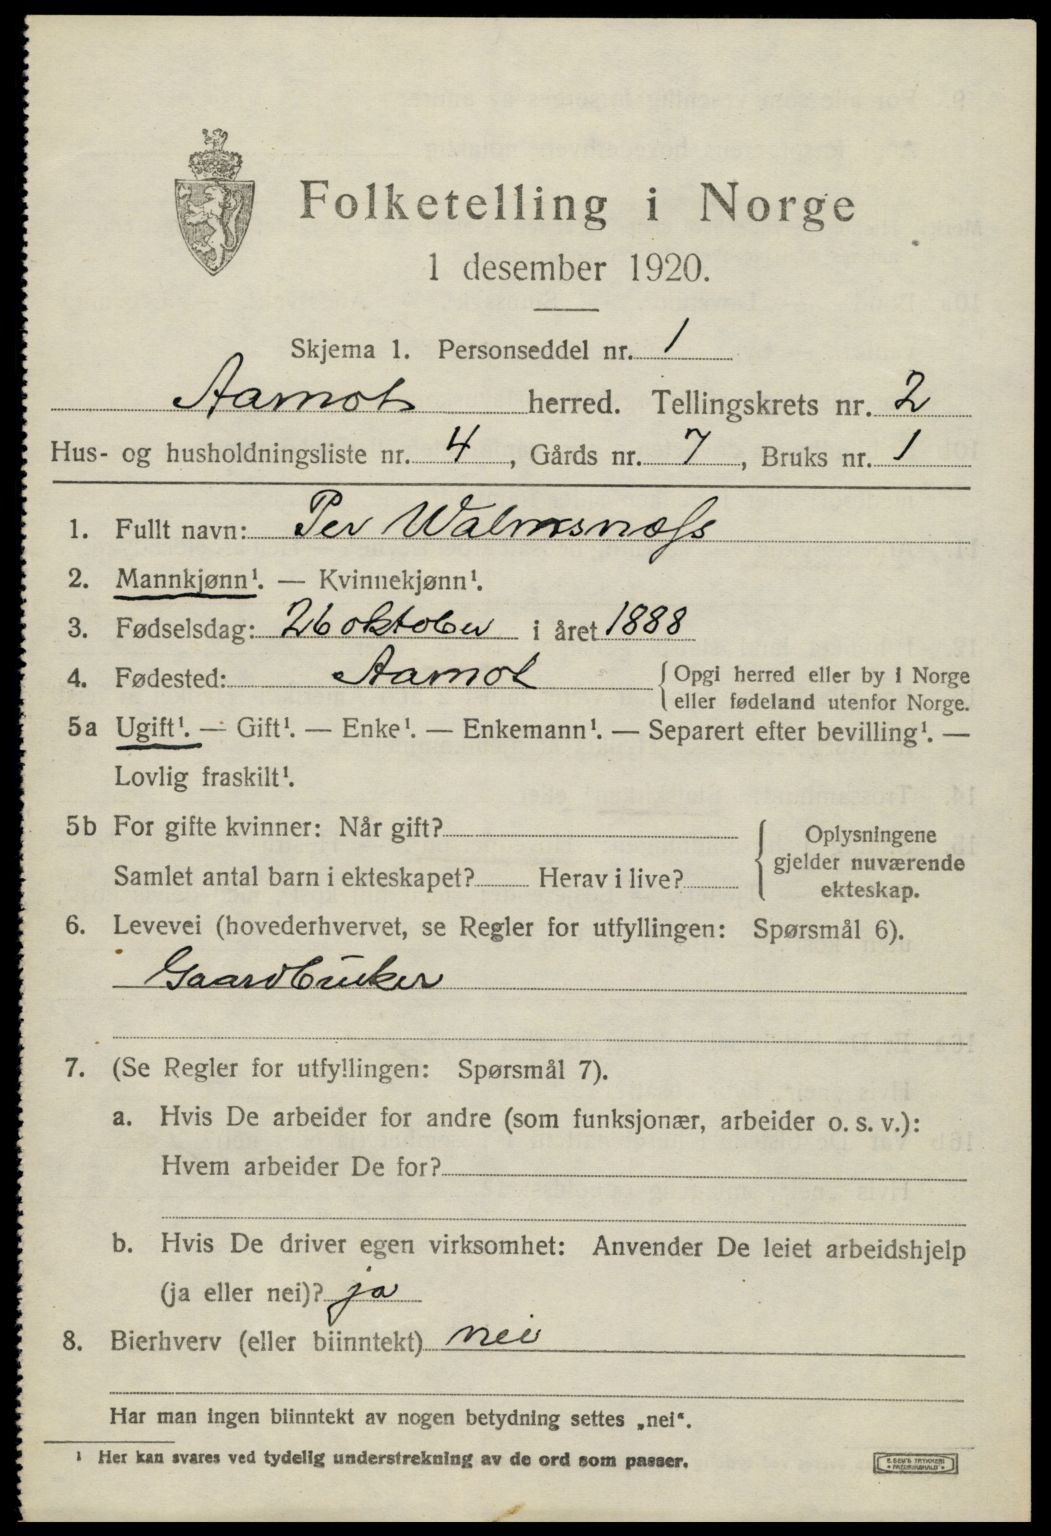 Folketelling i Norge
1 desember 1920.
Skjema 1. Personseddel nr. 1
Aamot herred. Tellingskrets nr. 2
Hus- og husholdningsliste nr. 4, Gårds nr. 7, Bruks nr. 1
1. Fullt navn: Per Walmsnæss
2. Mannkjønn¹. — Kvinnekjønn¹.
3. Fødselsdag: 26 oktober i året 1888
4. Fødested: Aamot { Opgi herred eller by i Norge
eller fødeland utenfor Norge.
5a Ugift¹. — Gift¹. — Enke¹. — Enkemann¹. — Separert efter bevilling¹. —
Lovlig fraskilt¹.
5b For gifte kvinner: Når gift? { Oplysningene
gjelder nuværende
ekteskap.
Samlet antal barn i ekteskapet? Herav i live?
6. Levevei (hovederhvervet, se Regler for utfyllingen: Spørsmål 6).
Gaardbruker
7. (Se Regler for utfyllingen: Spørsmål 7).
a. Hvis De arbeider for andre (som funksjonær, arbeider o. s. v.):
Hvem arbeider De for?
b. Hvis De driver egen virksomhet: Anvender De leiet arbeidshjelp
(ja eller nei)? ja
8. Bierhverv (eller biinntekt) nei
Har man ingen biinntekt av nogen betydning settes „nei“.
¹ Her kan svares ved tydelig understrekning av de ord som passer.
E. SEM'S TRYKKERI
FREDRIKSHALD